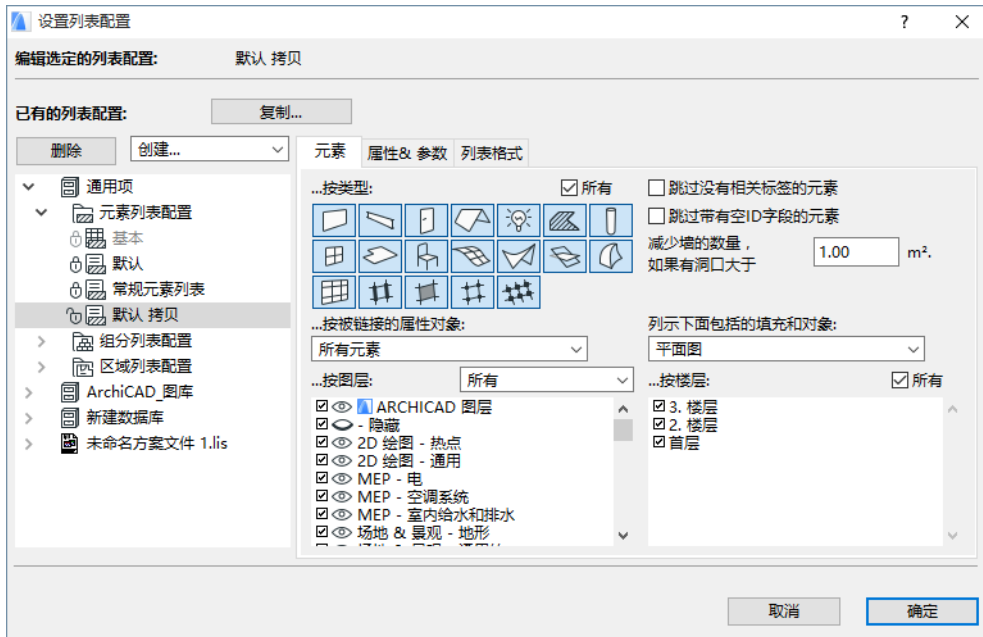 设置列表配置
?
编辑选定的列表配置: 默认 拷贝
已有的列表配置: 复制...
删除 创建...
通用项
元素列表配置
基本
默认
常规元素列表
默认 拷贝
组分列表配置
区域列表配置
ArchiCAD_图库
新建数据库
未命名方案文件 1.lis
元素 属性& 参数 列表格式
...按类型: 所有
跳过没有相关标签的元素
跳过带有空ID字段的元素
减少墙的数量，
如果有洞口大于 1.00 m².
...按被链接的属性对象:
所有元素
列示下面包括的填充和对象:
平面图
...按图层: 所有
ARCHICAD 图层
- 隐藏
2D 绘图 - 热点
2D 绘图 - 通用
MEP - 电
MEP - 空调系统
MEP - 室内给水和排水
场地 & 景观 - 地形
...按楼层: 所有
3. 楼层
2. 楼层
首层
取消 确定